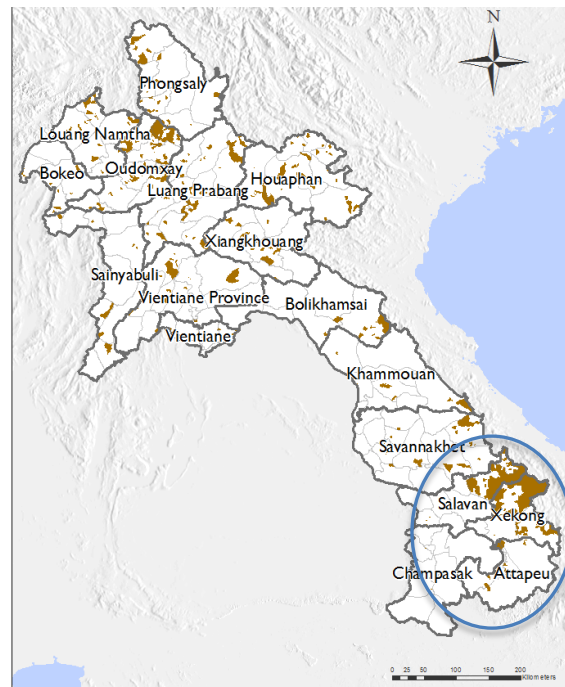 N
Phongsaly
Louang Namtha
Bokeo
Oudomxay
Houaphan
Luang Prabang
Xiangkhouang
Sainyabuli
Vientiane Province
Bolikhamsai
Vientiane
Khammouan
Savannakhet
Salavan
Xekong
Champasak
Attapeu
0 25 50 100 150 200
Kilometers